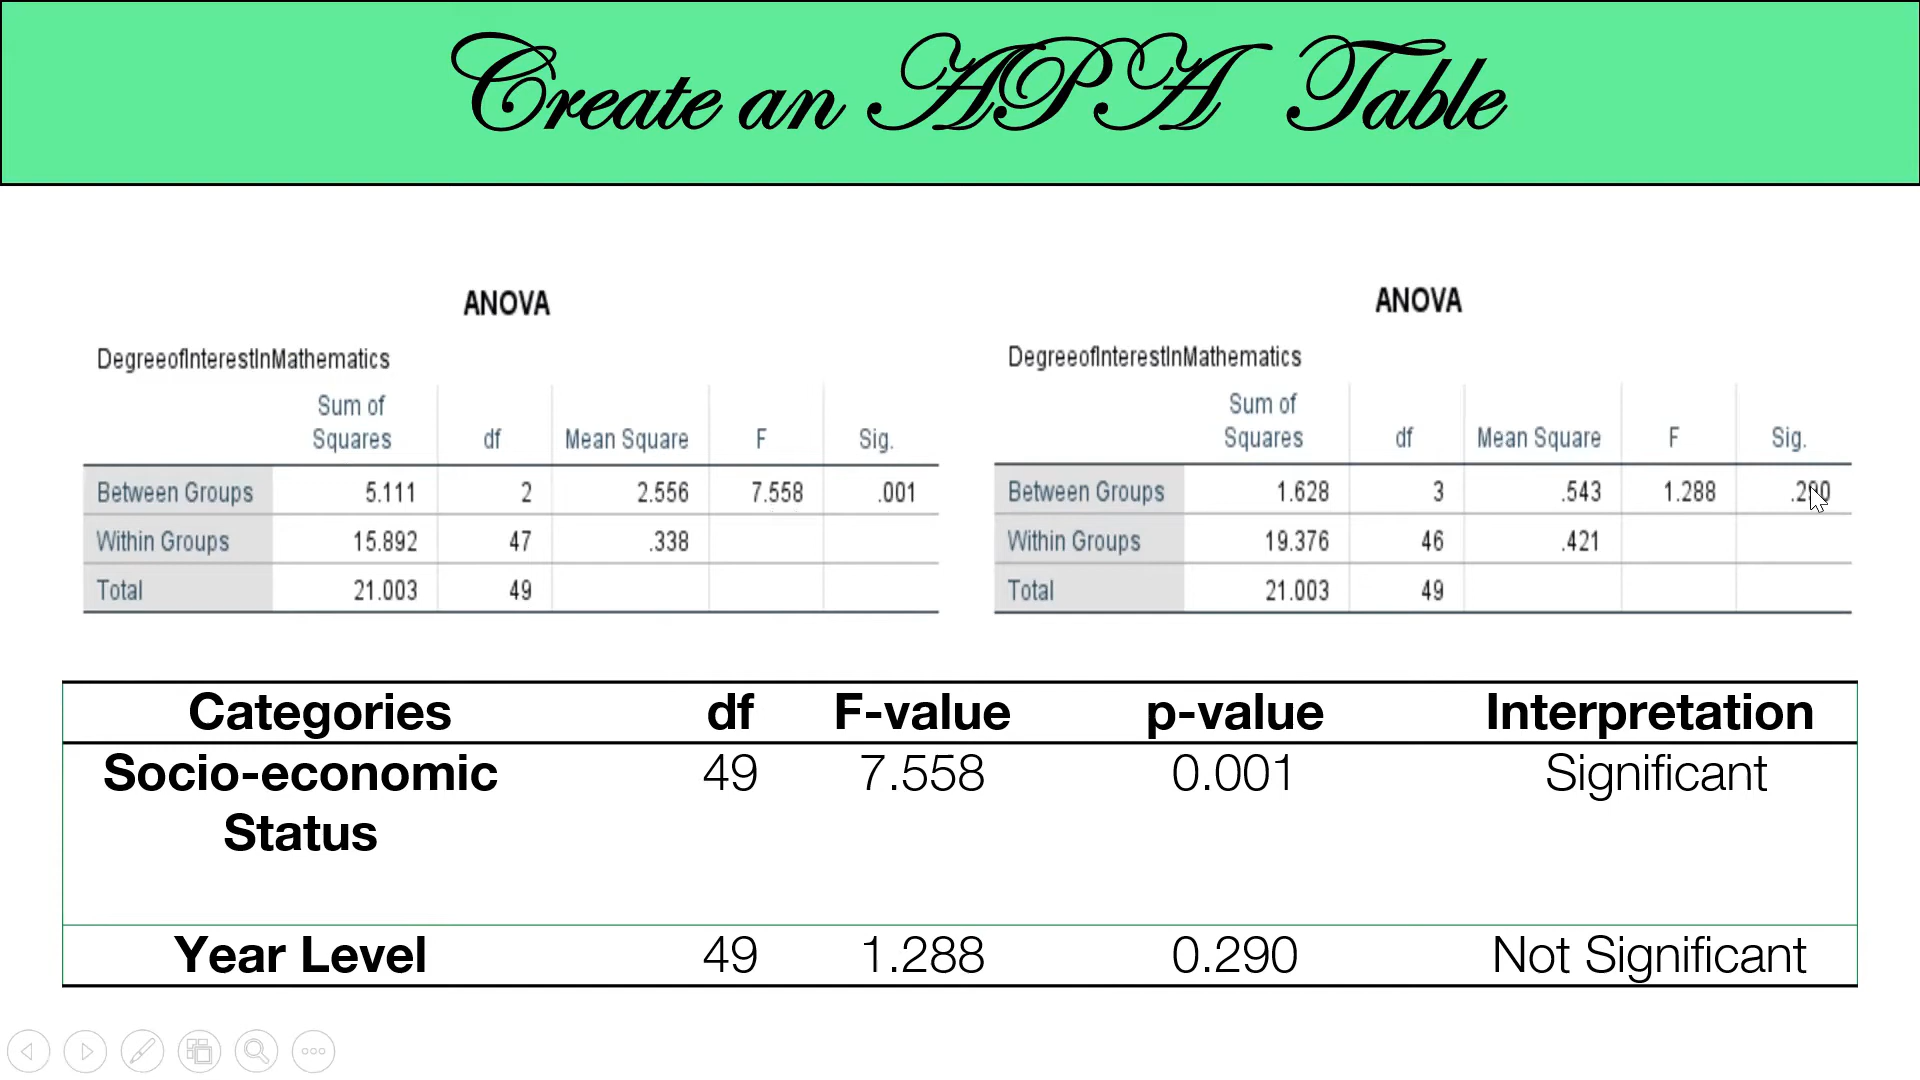 Create an APA Table
ANOVA
DegreeofInterestInMathematics
Sum of
Squares df Mean Square F Sig.
Between Groups 5.111 2 2.556 7.558 .001
Within Groups 15.892 47 .338
Total 21.003 49
ANOVA
DegreeofInterestInMathematics
Sum of
Squares df Mean Square F Sig.
Between Groups 1.628 3 .543 1.288 .290
Within Groups 19.376 46 .421
Total 21.003 49
Categories df F-value p-value Interpretation
Socio-economic 49 7.558 0.001 Significant
Status
Year Level 49 1.288 0.290 Not Significant